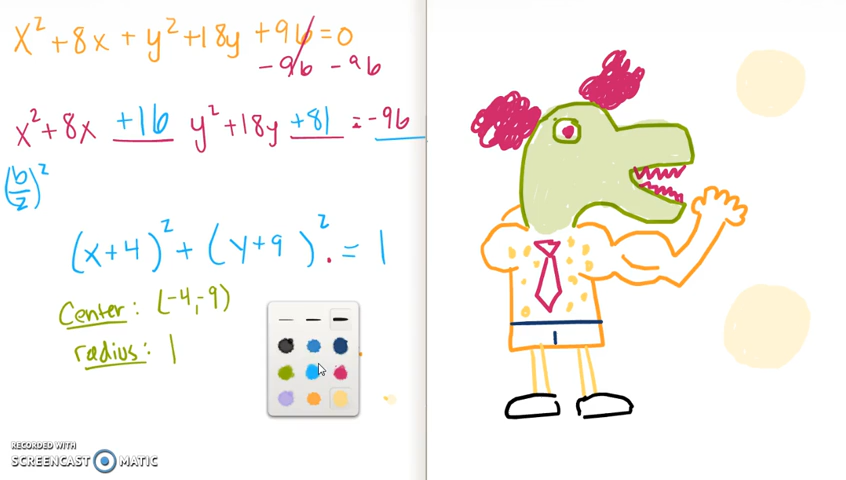 x² + 8x + y² + 18y + 96 = 0
-96 -96
x² + 8x +16 y² + 18y +81 = -96
(b/2)²
(x+4)² + (y+9)². = 1
Center: (-4,-9)
radius: 1
RECORDED WITH
SCREENCAST O MATIC